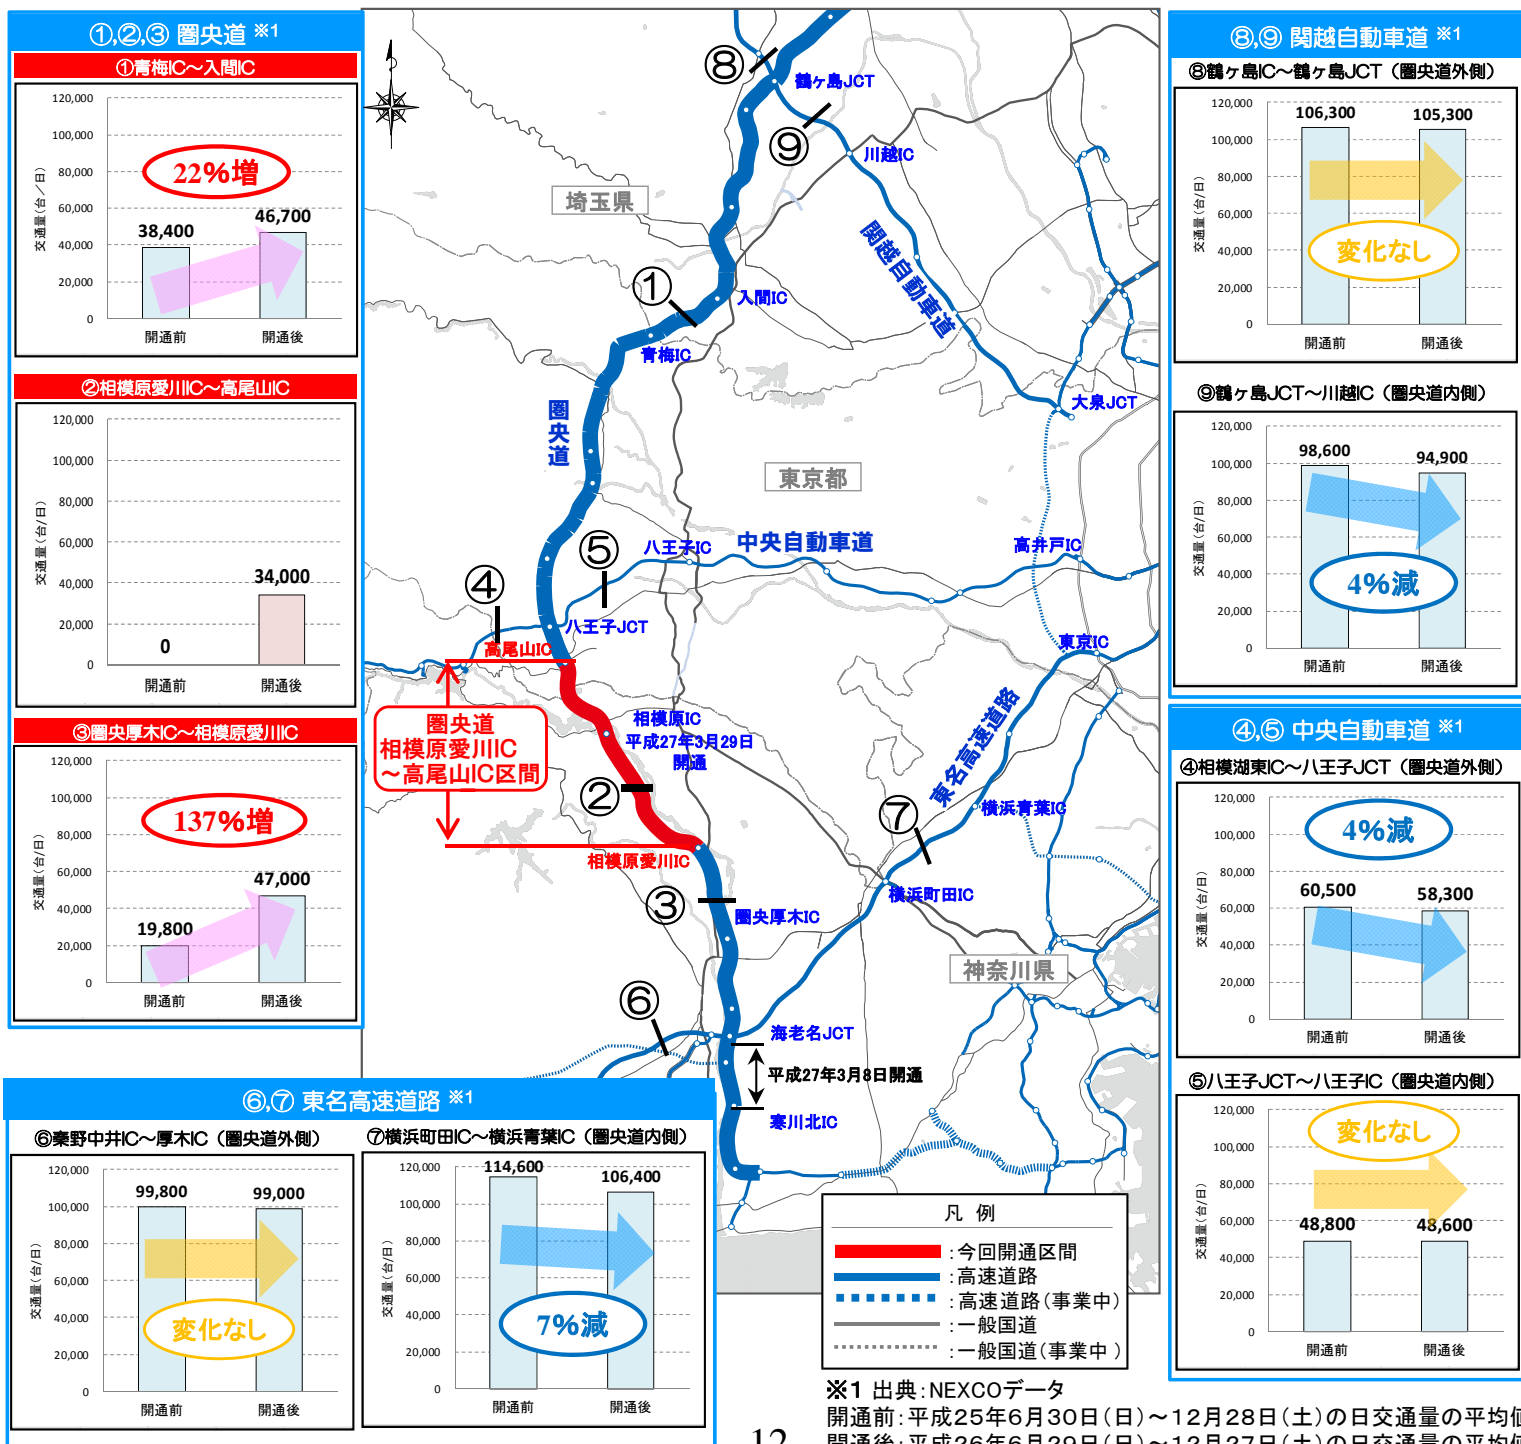 ①,②,③ 圏央道 ※1
①青梅IC～入間IC
120,000
100,000
80,000
60,000
40,000
20,000
0
交通量(台／日)
22%増
38,400
46,700
開通前
開通後
②相模原愛川IC～高尾山IC
120,000
100,000
80,000
60,000
40,000
20,000
0
交通量(台/日)
0
34,000
開通前
開通後
③圏央厚木IC～相模原愛川IC
120,000
100,000
80,000
60,000
40,000
20,000
0
交通量(台/日)
137%増
19,800
47,000
開通前
開通後
⑧
鶴ヶ島JCT
⑨
川越IC
埼玉県
関越自動車道
①
入間IC
青梅IC
圏央道
大泉JCT
東京都
⑤
八王子IC
中央自動車道
高井戸IC
④
八王子JCT
高尾山IC
東京IC
圏央道
相模原愛川IC
～高尾山IC区間
相模原IC
平成27年3月29日
開通
東名高速道路
②
横浜青葉IC
⑦
相模原愛川IC
横浜町田IC
③
圏央厚木IC
神奈川県
⑥
海老名JCT
平成27年3月8日開通
寒川北IC
⑧,⑨ 関越自動車道 ※1
⑧鶴ヶ島IC～鶴ヶ島JCT（圏央道外側）
120,000
100,000
80,000
60,000
40,000
20,000
0
交通量(台/日)
106,300
105,300
変化なし
開通前
開通後
⑨鶴ヶ島JCT～川越IC（圏央道内側）
120,000
100,000
80,000
60,000
40,000
20,000
0
交通量(台/日)
98,600
94,900
4%減
開通前
開通後
④,⑤ 中央自動車道 ※1
④相模湖東IC～八王子JCT（圏央道外側）
120,000
100,000
80,000
60,000
40,000
20,000
0
交通量(台/日)
4%減
60,500
58,300
開通前
開通後
⑤八王子JCT～八王子IC（圏央道内側）
120,000
100,000
80,000
60,000
40,000
20,000
0
交通量(台/日)
変化なし
48,800
48,600
開通前
開通後
⑥,⑦ 東名高速道路 ※1
⑥秦野中井IC～厚木IC（圏央道外側）
120,000
100,000
80,000
60,000
40,000
20,000
0
交通量(台/日)
99,800
99,000
変化なし
開通前
開通後
⑦横浜町田IC～横浜青葉IC（圏央道内側）
120,000
100,000
80,000
60,000
40,000
20,000
0
交通量(台/日)
114,600
106,400
7%減
開通前
開通後
凡 例
：今回開通区間
：高速道路
：高速道路(事業中)
：一般国道
：一般国道(事業中 )
※1 出典：NEXCOデータ
開通前：平成25年6月30日(日)～12月28日(土)の日交通量の平均値
開通後：平成26年6月29日(日)～12月27日(土)の日交通量の平均値
12